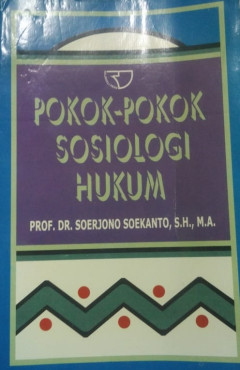 POKOK-POKOK
SOSIOLOGI
HUKUM
PROF. DR. SOERJONO SOEKANTO, S.H., M.A.